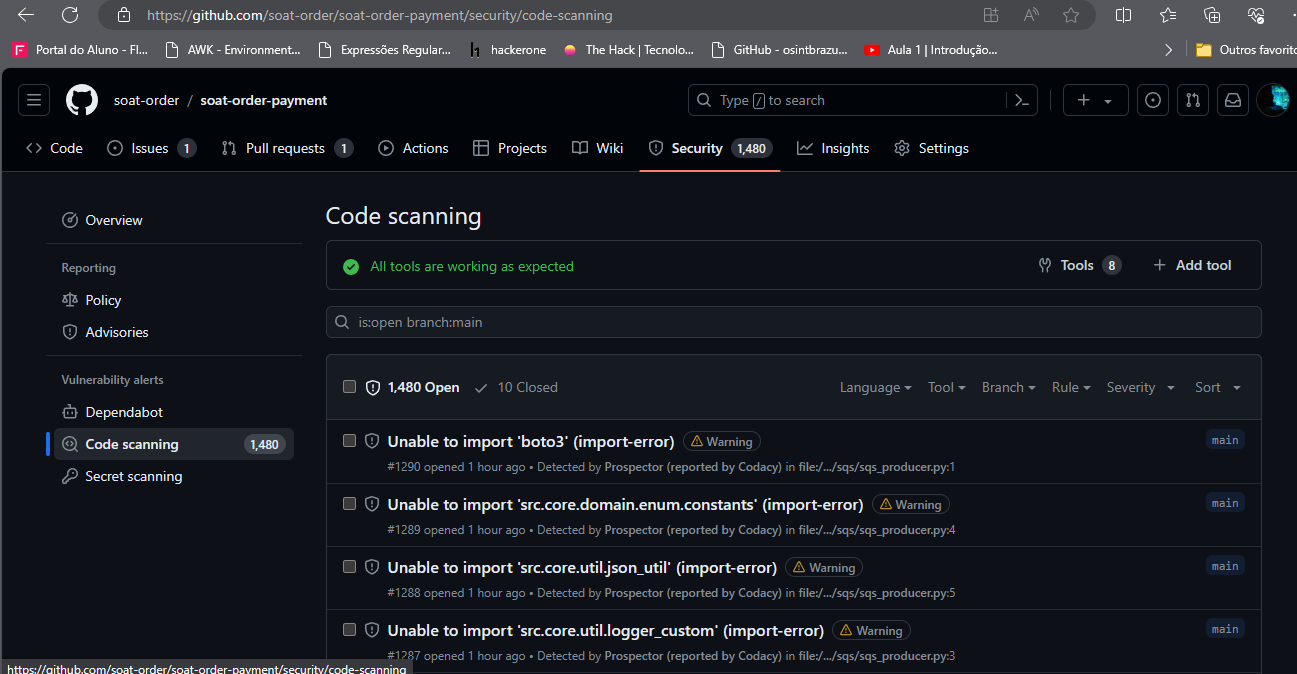 https://github.com/soat-order/soat-order-payment/security/code-scanning
Portal do Aluno - Fl... AWK - Environment... Expressões Regular... hackerone The Hack | Tecnolo... GitHub - osintbrazu... Aula 1 | Introdução... Outros favorito
soat-order / soat-order-payment Type / to search
Code Issues 1 Pull requests 1 Actions Projects Wiki Security 1,480 Insights Settings
Overview
Reporting
Policy
Advisories
Vulnerability alerts
Dependabot
Code scanning 1,480
Secret scanning
Code scanning
All tools are working as expected Tools 8 Add tool
is:open branch:main
1,480 Open 10 Closed Language Tool Branch Rule Severity Sort
Unable to import 'boto3' (import-error) Warning main
#1290 opened 1 hour ago • Detected by Prospector (reported by Codacy) in file:/.../sqs/sqs_producer.py:1
Unable to import 'src.core.domain.enum.constants' (import-error) Warning main
#1289 opened 1 hour ago • Detected by Prospector (reported by Codacy) in file:/.../sqs/sqs_producer.py:4
Unable to import 'src.core.util.json_util' (import-error) Warning main
#1288 opened 1 hour ago • Detected by Prospector (reported by Codacy) in file:/.../sqs/sqs_producer.py:5
Unable to import 'src.core.util.logger_custom' (import-error) Warning main
#1287 opened 1 hour ago • Detected by Prospector (reported by Codacy) in file:/.../sqs/sqs_producer.py:3
https://github.com/soat-order/soat-order-payment/security/code-scanning